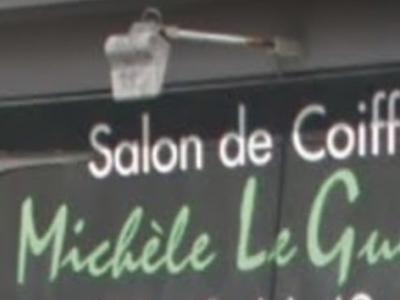 Salon de Coiff
Michèle Le Gu